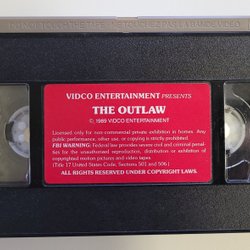 VIDCO ENTERTAINMENT PRESENTS
THE OUTLAW
© 1989 VIDCO ENTERTAINMENT
Licensed only for non commercial private exhibition in homes. Any
public performance, other use, or copying is strictly prohibited.
FBI WARNING: Federal law provides severe civil and criminal penal-
ties for the unauthorized reproduction, distribution or exhibition of
copyrighted motion pictures and video tapes.
(Title 17 United States Code, Sections 501 and 506)
ALL RIGHTS RESERVED UNDER COPYRIGHT LAWS.